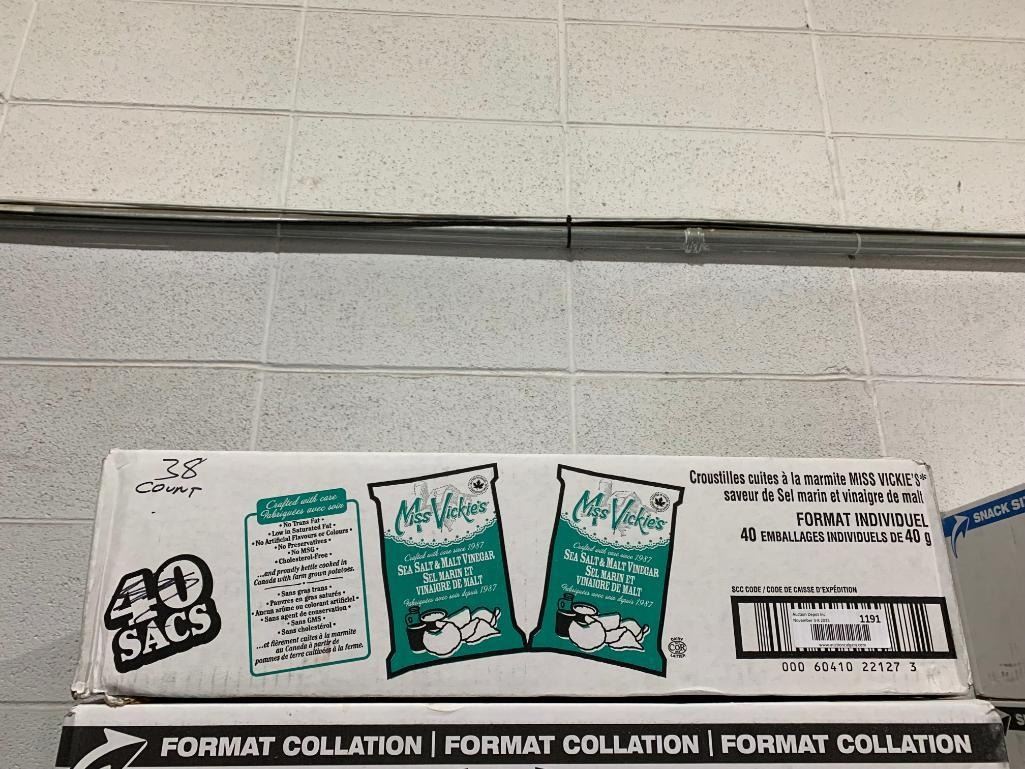 38
COUNT
40
SACS
Crafted with care
Fabriquées avec soin
• No Trans Fat •
• Low in Saturated Fat •
• No Artificial Flavours or Colours •
• No Preservatives •
• No MSG •
• Cholesterol-Free •
...and proudly kettle cooked in
Canada with farm grown potatoes.
• Sans gras trans •
• Pauvres en gras saturés •
• Aucun arôme ou colorant artificiel •
• Sans agent de conservation •
• Sans GMS •
• Sans cholestérol •
...et fièrement cuites à la marmite
au Canada à partir de
pommes de terre cultivées à la ferme.
Miss Vickie's
Crafted with care since 1987
SEA SALT & MALT VINEGAR
SEL MARIN ET
VINAIGRE DE MALT
Fabriquées avec soin depuis 1987
Miss Vickie's
Crafted with care since 1987
SEA SALT & MALT VINEGAR
SEL MARIN ET
VINAIGRE DE MALT
Fabriquées avec soin depuis 1987
COR
Croustilles cuites à la marmite MISS VICKIE'S*
saveur de Sel marin et vinaigre de malt
FORMAT INDIVIDUEL
40 EMBALLAGES INDIVIDUELS DE 40 g
SCC CODE / CODE DE CAISSE D'EXPÉDITION
1191
000 60410 22127 3
SNACK SI
FORMAT COLLATION | FORMAT COLLATION | FORMAT COLLATION